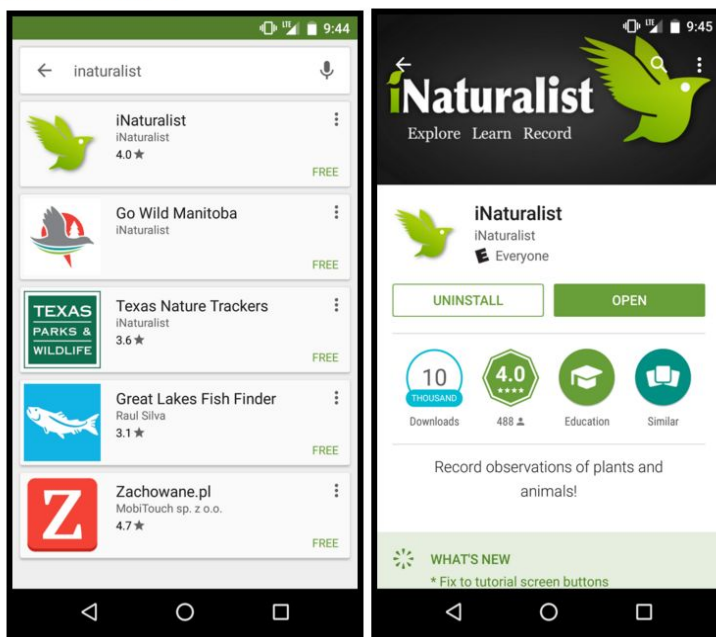 LTE 9:44
inaturalist
iNaturalist
iNaturalist
4.0 ★
FREE
Go Wild Manitoba
iNaturalist
FREE
TEXAS
PARKS &
WILDLIFE
Texas Nature Trackers
iNaturalist
3.6 ★
FREE
Great Lakes Fish Finder
Raul Silva
3.1 ★
FREE
Z
Zachowane.pl
MobiTouch sp. z o.o.
4.7 ★
FREE
LTE 9:45
iNaturalist
Explore Learn Record
iNaturalist
iNaturalist
E Everyone
UNINSTALL OPEN
10
THOUSAND
4.0
★★★★
Downloads 488 Education Similar
Record observations of plants and
animals!
WHAT'S NEW
* Fix to tutorial screen buttons